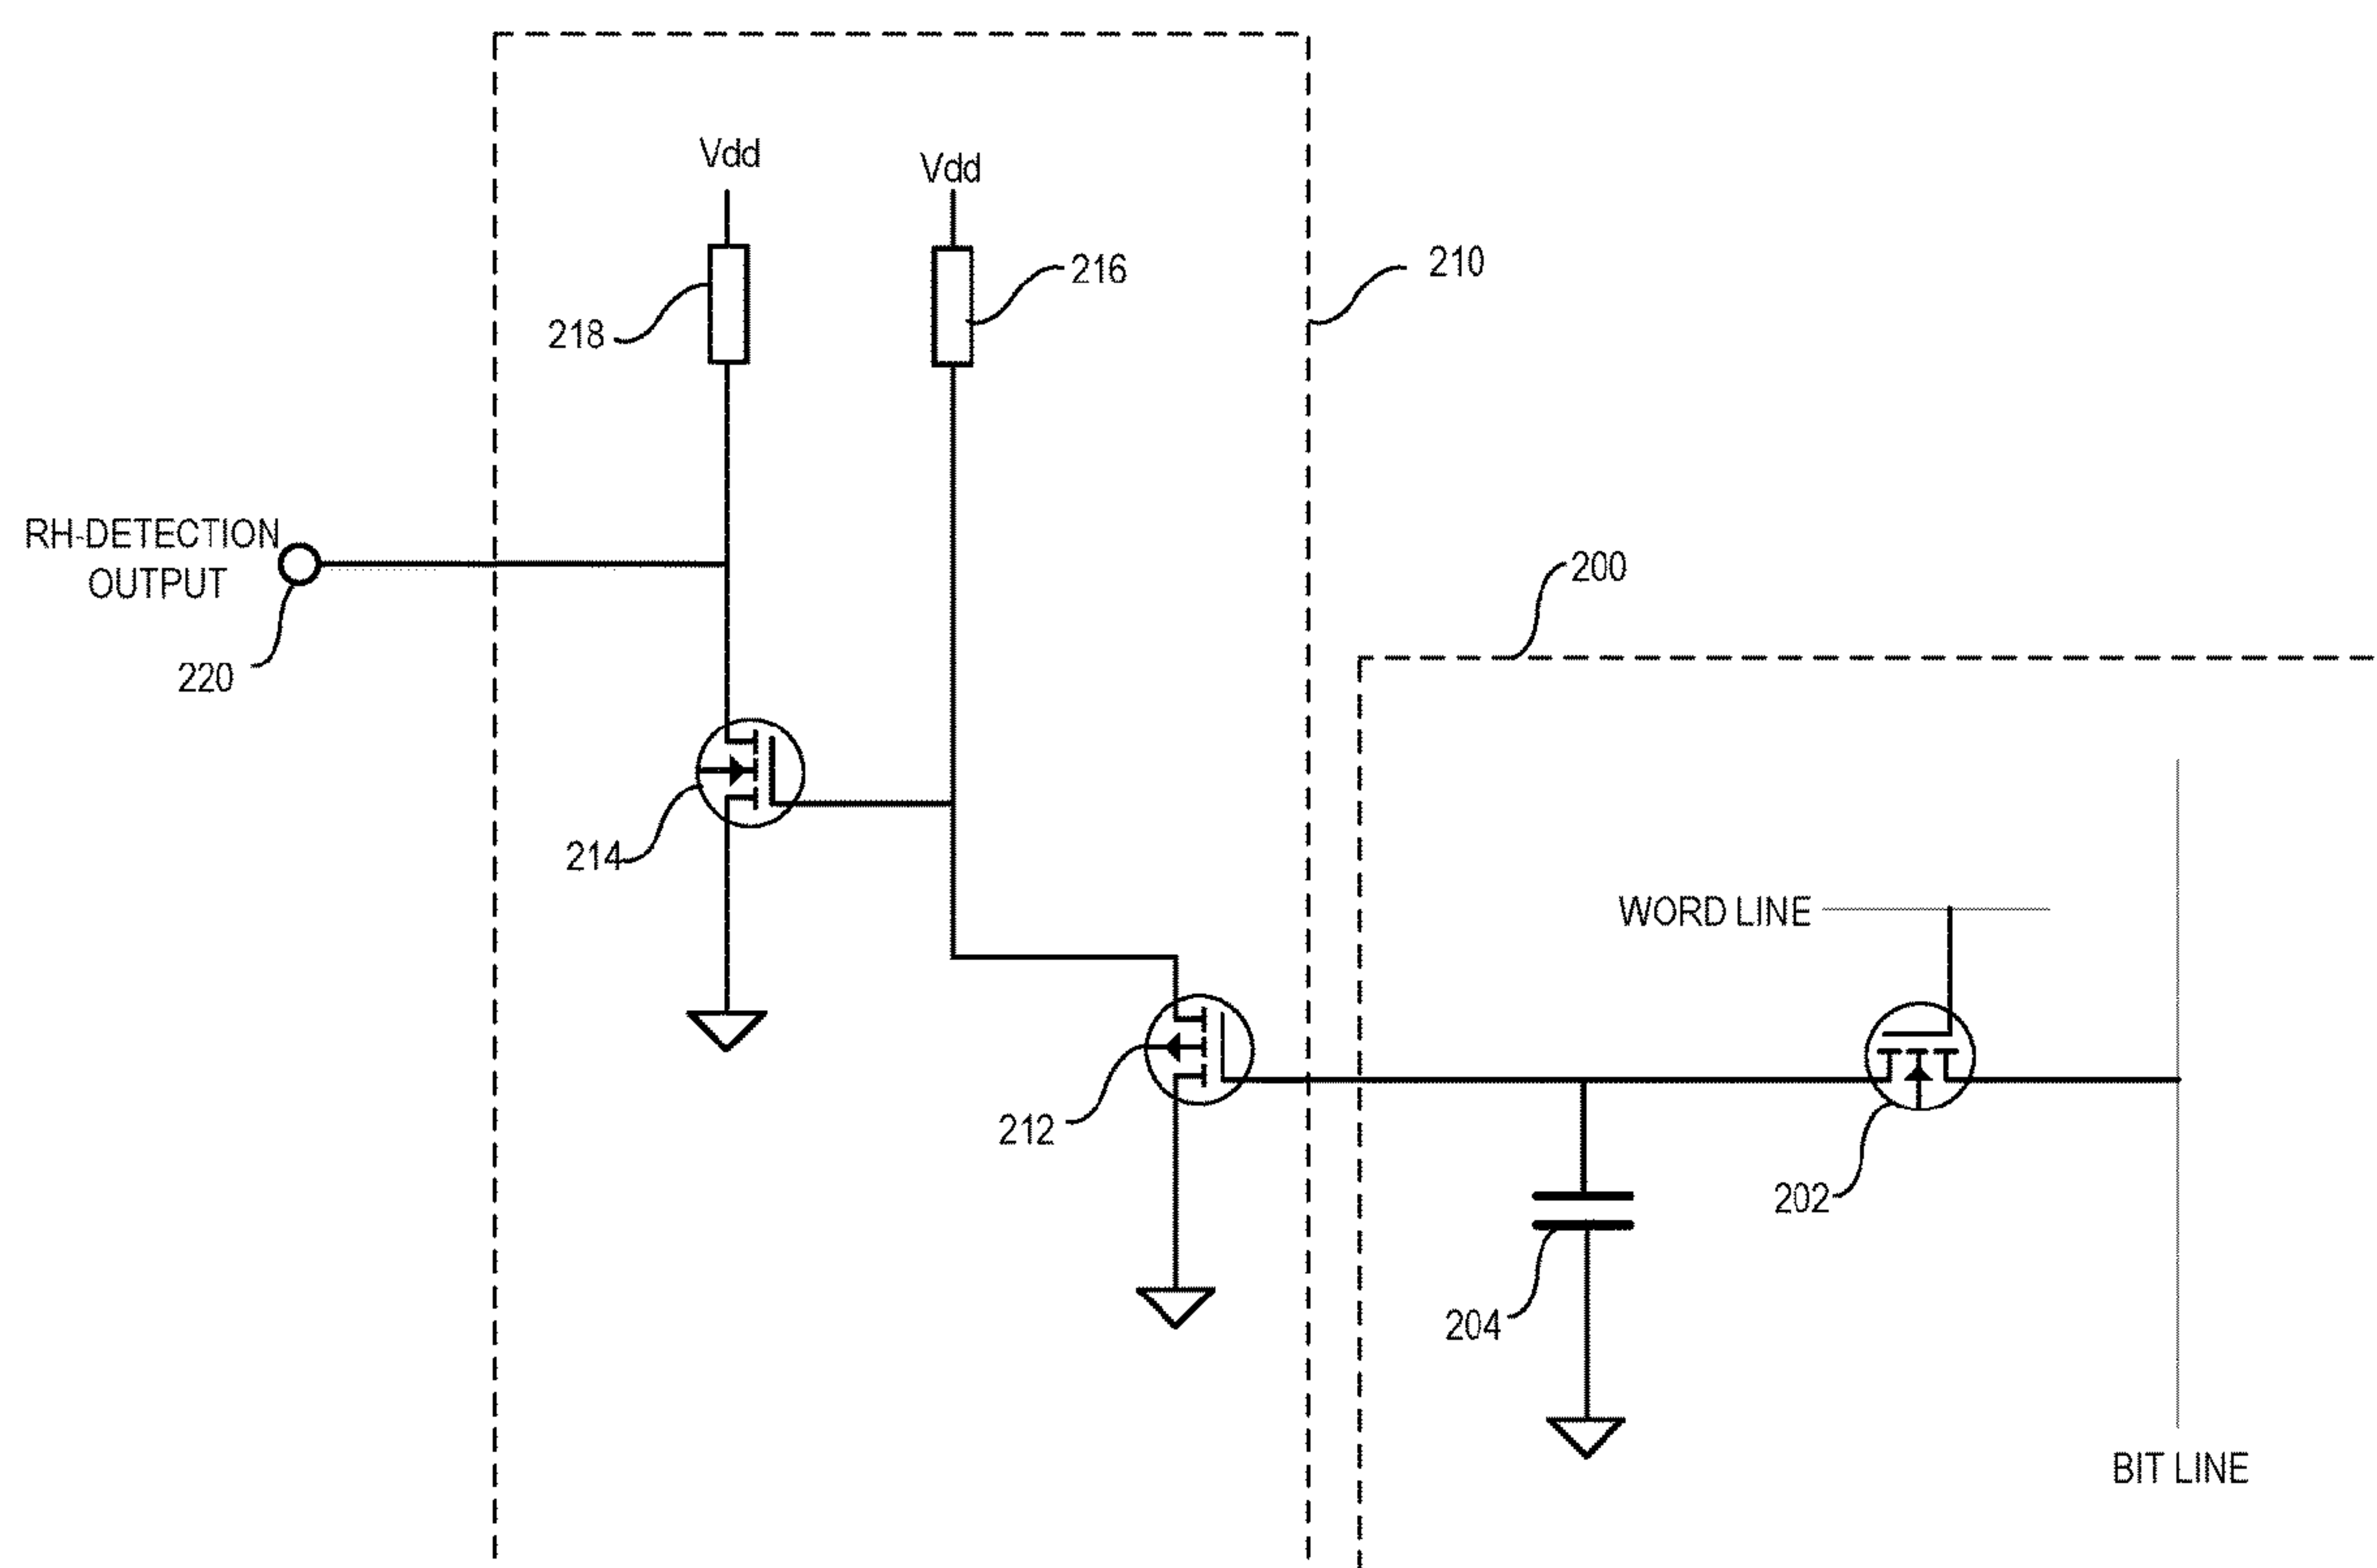 Vdd
Vdd
216
210
218
RH-DETECTION
OUTPUT
200
220
214
WORD LINE
212
202
204
BIT LINE